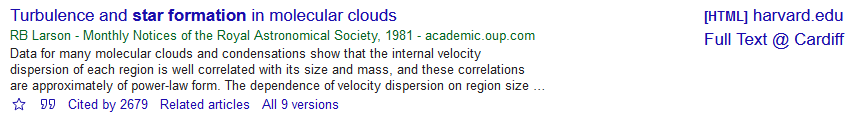 Turbulence and star formation in molecular clouds
[HTML] harvard.edu
RB Larson - Monthly Notices of the Royal Astronomical Society, 1981 - academic.oup.com
Full Text @ Cardiff
Data for many molecular clouds and condensations show that the internal velocity
dispersion of each region is well correlated with its size and mass, and these correlations
are approximately of power-law form. The dependence of velocity dispersion on region size …
Cited by 2679 Related articles All 9 versions